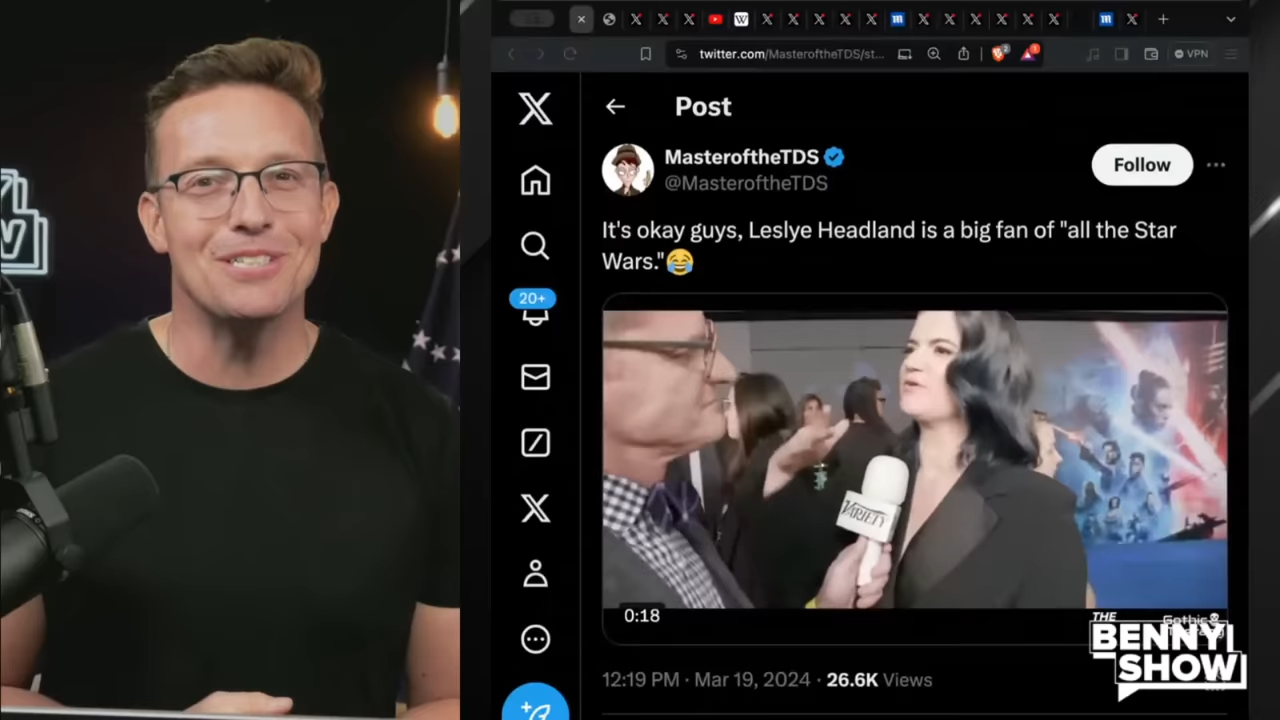 twitter.com/MasteroftheTDS/st...
2
1
VPN
Post
MasteroftheTDS
@MasteroftheTDS
Follow
It's okay guys, Leslye Headland is a big fan of "all the Star
Wars."😂
20+
VARIETY
0:18
THE
BENNY
SHOW
12:19 PM · Mar 19, 2024 · 26.6K Views